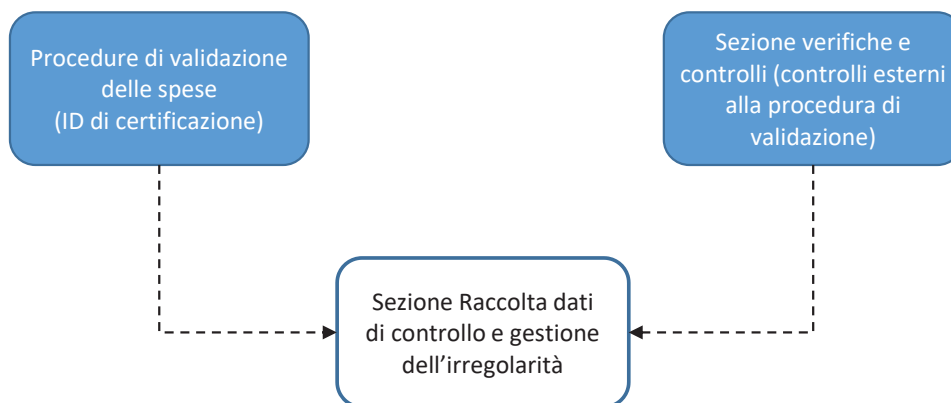 Procedure di validazione
delle spese
(ID di certificazione)
Sezione verifiche e
controlli (controlli esterni
alla procedura di
validazione)
Sezione Raccolta dati
di controllo e gestione
dell’irregolarità